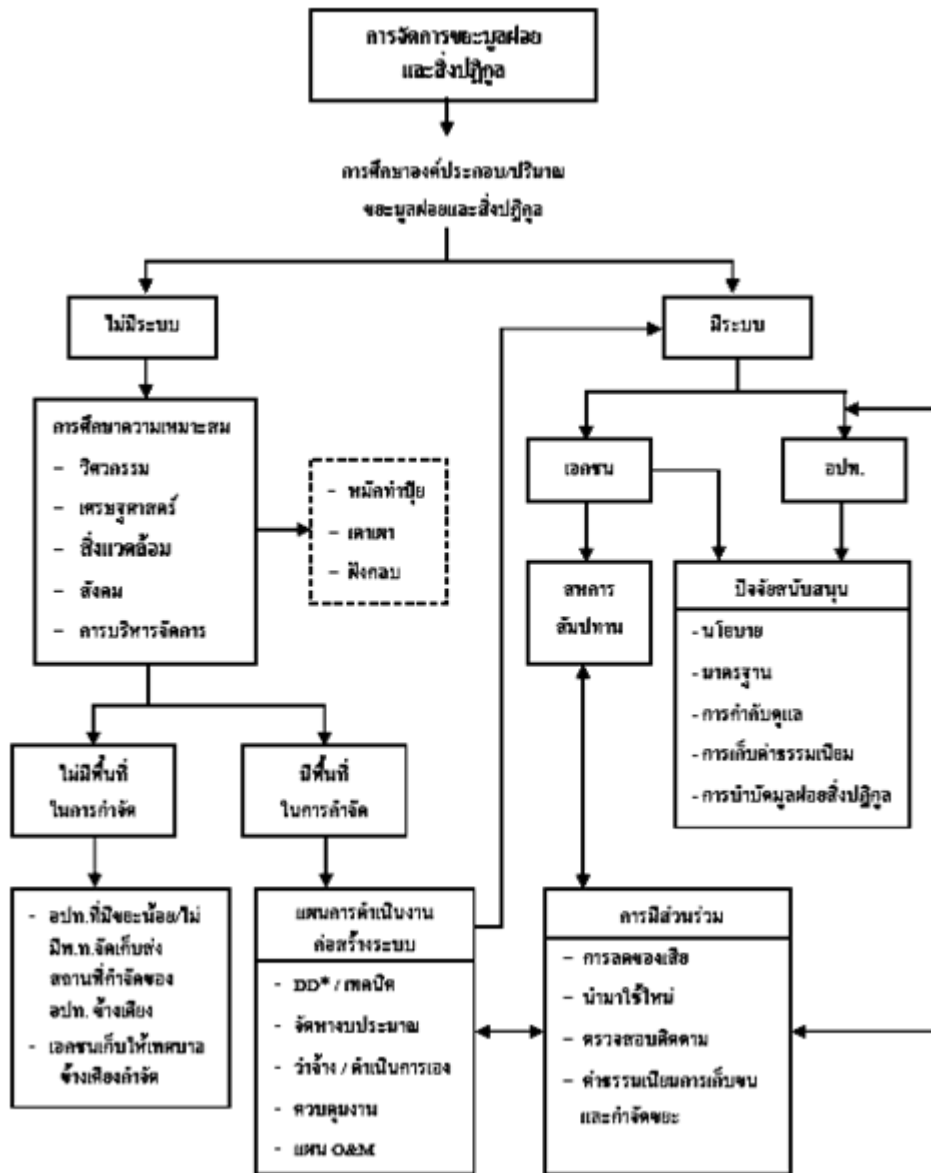 การจัดการขยะมูลฝอย
และสิ่งปฏิกูล
การศึกษาองค์ประกอบ/ปริมาณ
ขยะมูลฝอยและสิ่งปฏิกูล
ไม่มีระบบ
มีระบบ
การศึกษาความเหมาะสม
- วิศวกรรม
- เศรษฐศาสตร์
- สิ่งแวดล้อม
- สังคม
- การบริหารจัดการ
- หมักทำปุ๋ย
- เตาเผา
- ฝังกลบ
เอกชน
อปท.
สหการ
สัมปทาน
ปัจจัยสนับสนุน
- นโยบาย
- มาตรฐาน
- การกำกับดูแล
- การเก็บค่าธรรมเนียม
- การบำบัดมูลฝอยสิ่งปฏิกูล
ไม่มีพื้นที่
ในการกำจัด
มีพื้นที่
ในการกำจัด
- อปท.ที่มีขยะน้อย/ไม่
มีพ.ท.จัดเก็บส่ง
สถานที่กำจัดของ
อปท. ข้างเคียง
- เอกชนเก็บให้เทศบาล
ข้างเคียงกำจัด
แผนการดำเนินงาน
ก่อสร้างระบบ
- DD* / เทคนิค
- จัดหางบประมาณ
- ว่าจ้าง / ดำเนินการเอง
- ควบคุมงาน
- แผน O&M
การมีส่วนร่วม
- การลดของเสีย
- นำมาใช้ใหม่
- ตรวจสอบติดตาม
- ค่าธรรมเนียมการเก็บขน
และกำจัดขยะ